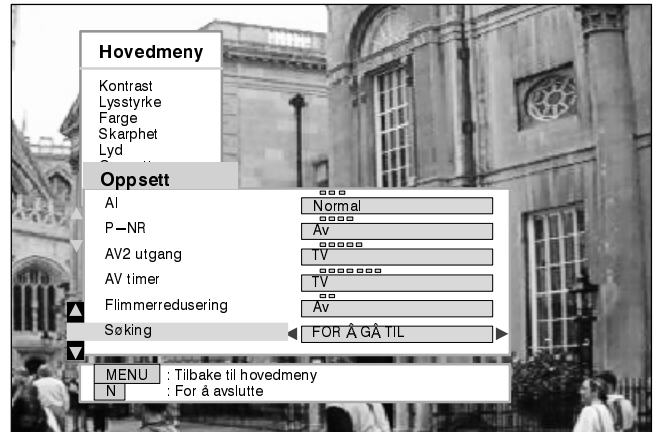 Hovedmeny
Kontrast
Lysstyrke
Farge
Skarphet
Lyd
Oppsett
AI Normal
P–NR Av
AV2 utgang TV
AV timer TV
Flimmerredusering Av
Søking FOR Å GÅ TIL
MENU : Tilbake til hovedmeny
N : For å avslutte